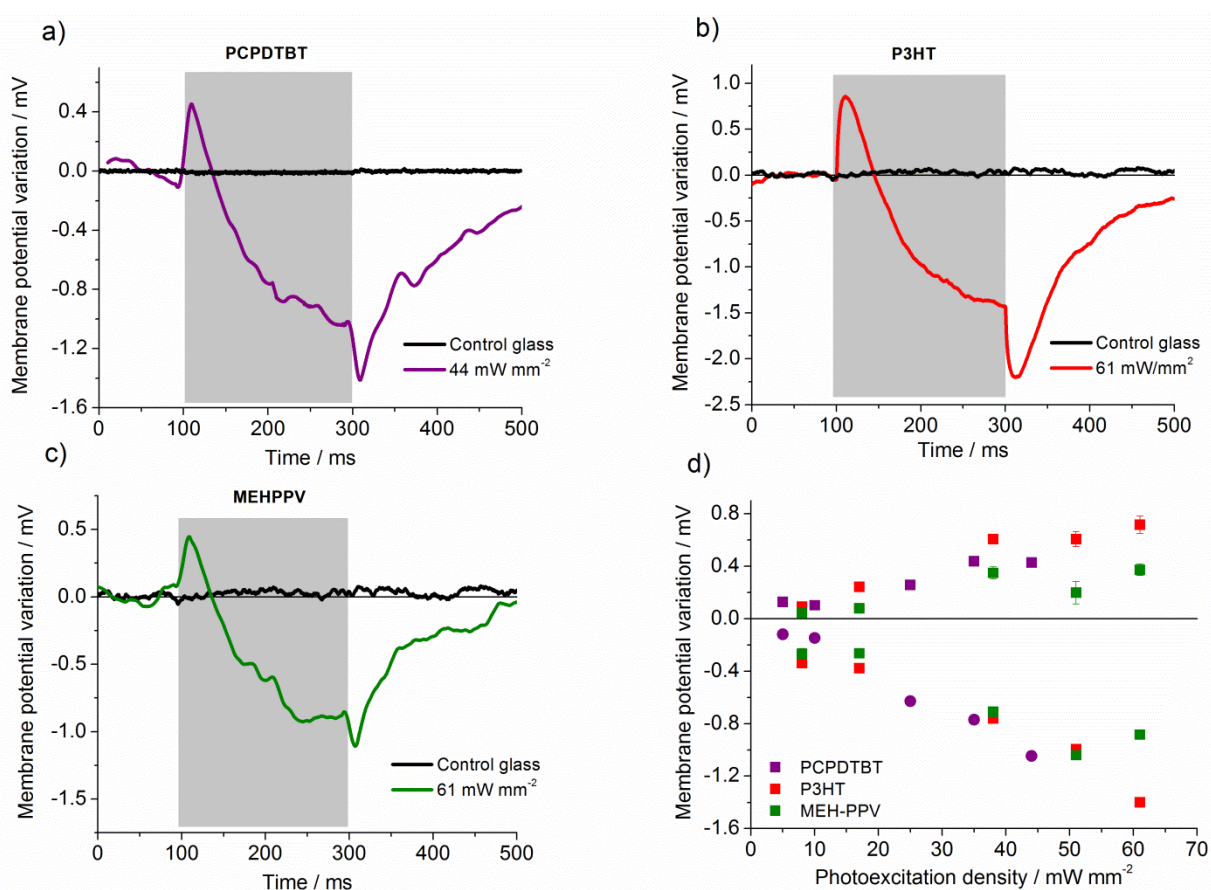 a)
PCPDTBT
Membrane potential variation / mV
0.4
0.0
-0.4
-0.8
-1.2
-1.6
Control glass
44 mW mm⁻²
0 100 200 300 400 500
Time / ms
b)
P3HT
Membrane potential variation / mV
1.0
0.5
0.0
-0.5
-1.0
-1.5
-2.0
-2.5
Control glass
61 mW/mm²
0 100 200 300 400 500
Time / ms
c)
MEHPPV
Membrane potential variation / mV
0.5
0.0
-0.5
-1.0
-1.5
Control glass
61 mW mm⁻²
0 100 200 300 400 500
Time / ms
d)
Membrane potential variation / mV
0.8
0.4
0.0
-0.4
-0.8
-1.2
-1.6
PCPDTBT
P3HT
MEH-PPV
0 10 20 30 40 50 60 70
Photoexcitation density / mW mm⁻²